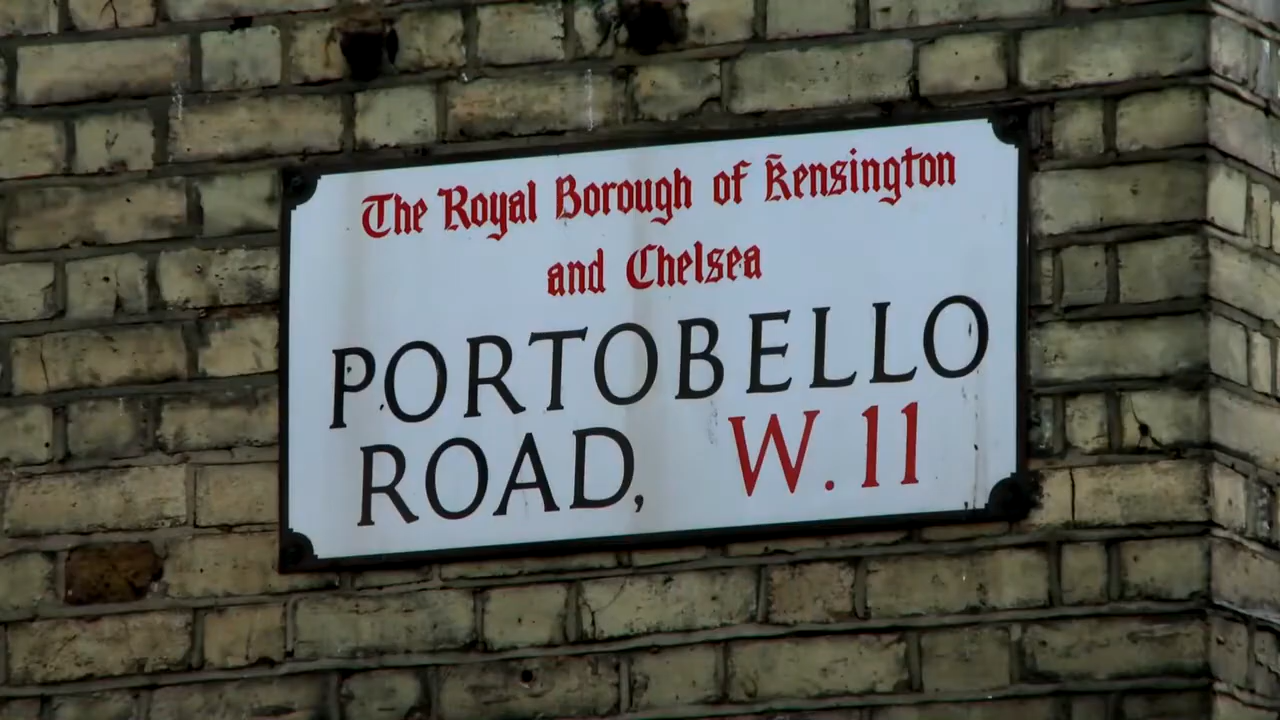 The Royal Borough of Kensington
and Chelsea
PORTOBELLO
ROAD, W.11